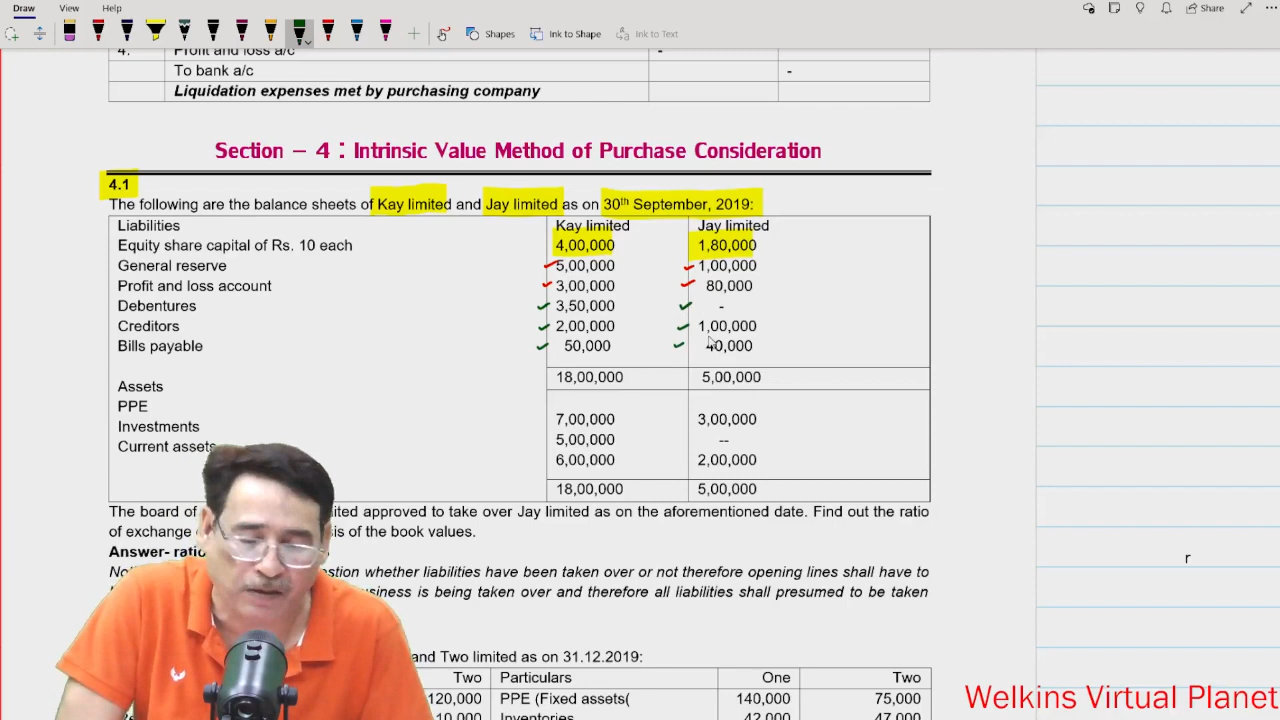 Draw View Help
Share
Shapes Ink to Shape Ink to Text
4. Profit and loss a/c -
To bank a/c -
Liquidation expenses met by purchasing company
Section – 4 : Intrinsic Value Method of Purchase Consideration
4.1
The following are the balance sheets of Kay limited and Jay limited as on 30th September, 2019:
Liabilities Kay limited Jay limited
Equity share capital of Rs. 10 each 4,00,000 1,80,000
General reserve 5,00,000 1,00,000
Profit and loss account 3,00,000 80,000
Debentures 3,50,000 -
Creditors 2,00,000 1,00,000
Bills payable 50,000 40,000
18,00,000 5,00,000
Assets
PPE 7,00,000 3,00,000
Investments 5,00,000 --
Current assets 6,00,000 2,00,000
18,00,000 5,00,000
The board of approved to take over Jay limited as on the aforementioned date. Find out the ratio
of exchange of the book values.
Answer-
whether liabilities have been taken over or not therefore opening lines shall have to
is being taken over and therefore all liabilities shall presumed to be taken
r
and Two limited as on 31.12.2019:
Two Particulars One Two
120,000 PPE (Fixed assets( 140,000 75,000
10,000 Inventories 42,000 47,000
Welkins Virtual Planet